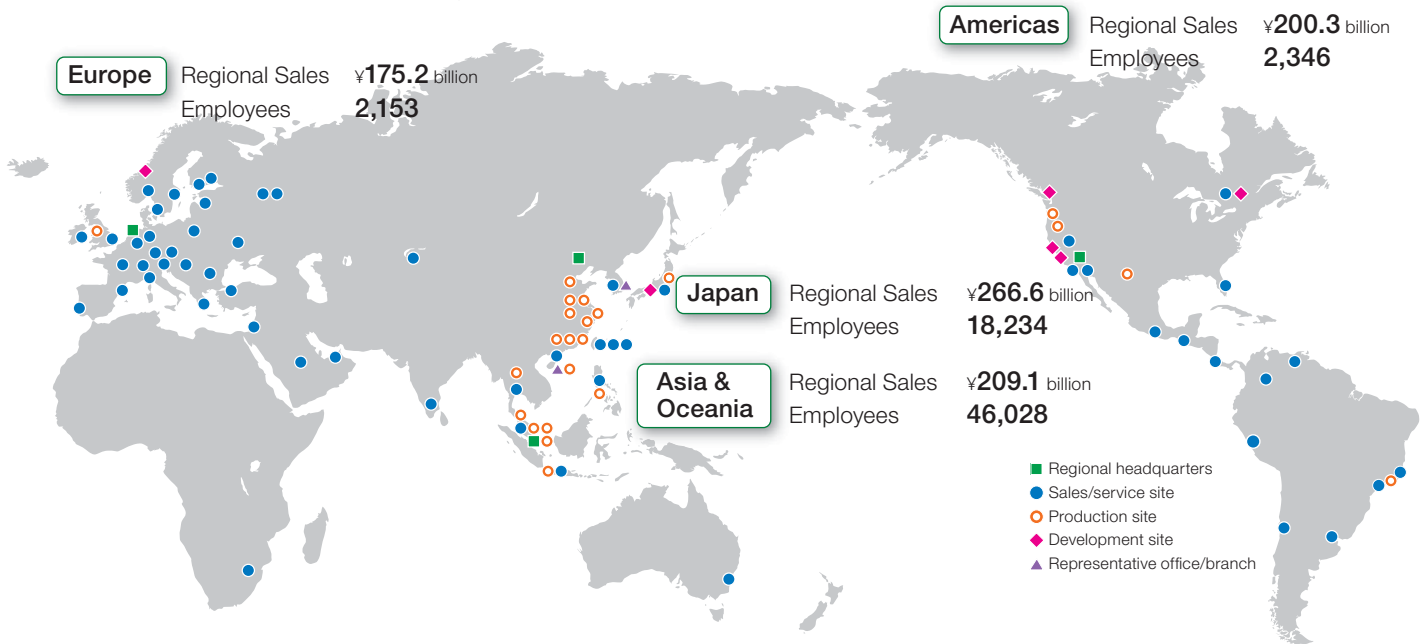 Americas Regional Sales ¥200.3 billion
Employees 2,346
Europe Regional Sales ¥175.2 billion
Employees 2,153
Japan Regional Sales ¥266.6 billion
Employees 18,234
Asia &
Oceania
Regional Sales ¥209.1 billion
Employees 46,028
Regional headquarters
Sales/service site
Production site
Development site
Representative office/branch